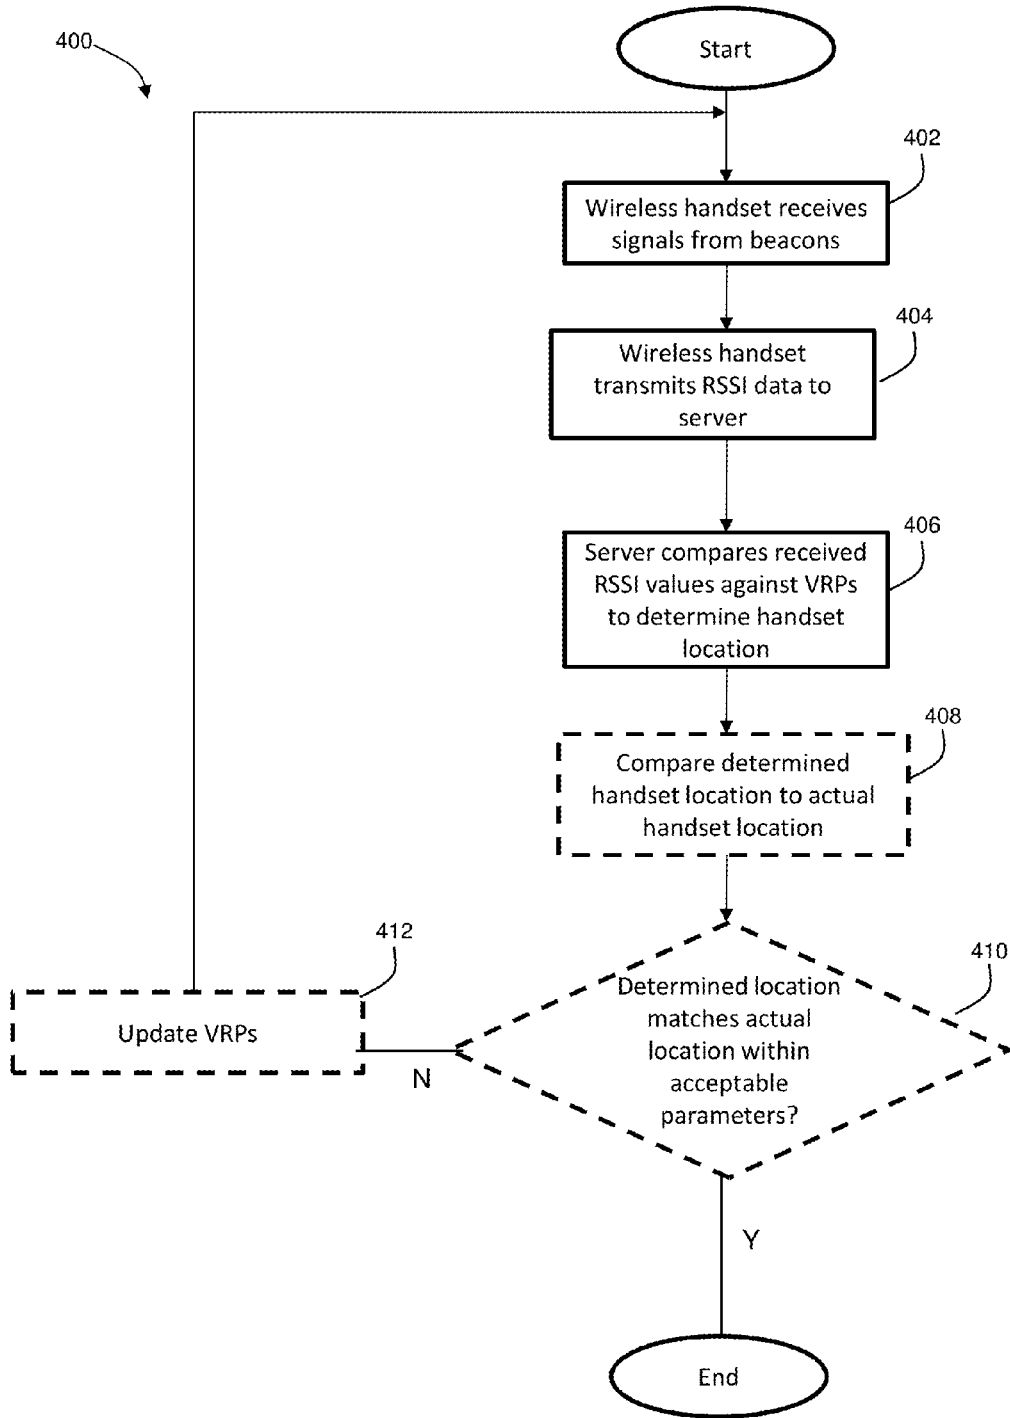 400
Start
402
Wireless handset receives
signals from beacons
404
Wireless handset
transmits RSSI data to
server
406
Server compares received
RSSI values against VRPs
to determine handset
location
408
Compare determined
handset location to actual
handset location
412
Update VRPs
N
410
Determined location
matches actual
location within
acceptable
parameters?
Y
End